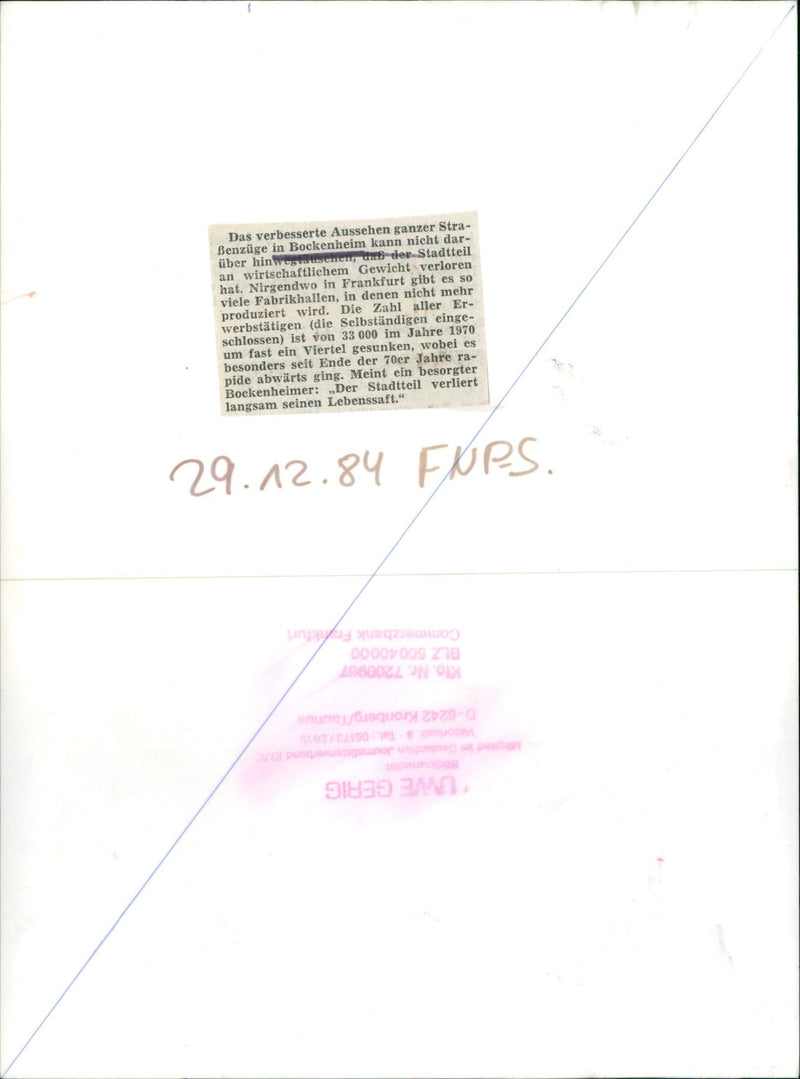 Das verbesserte Aussehen ganzer Stra-
ßenzüge in Bockenheim kann nicht dar-
über hinwegtäuschen, daß der Stadtteil
an wirtschaftlichem Gewicht verloren
hat. Nirgendwo in Frankfurt gibt es so
viele Fabrikhallen, in denen nicht mehr
produziert wird. Die Zahl aller Er-
werbstätigen (die Selbständigen einge-
schlossen) ist von 33 000 im Jahre 1970
um fast ein Viertel gesunken, wobei es
besonders seit Ende der 70er Jahre ra-
pide abwärts ging. Meint ein besorgter
Bockenheimer: „Der Stadtteil verliert
langsam seinen Lebenssaft.“
29.12.84 FNP-S.
UWE GERIG
Bildjournalist
Mitglied im Deutschen Journalistenverband
Tel.:
D-6242 Kronberg/Taunus
Kto. Nr. 7200967
BLZ 500 40000
Commerzbank Frankfurt